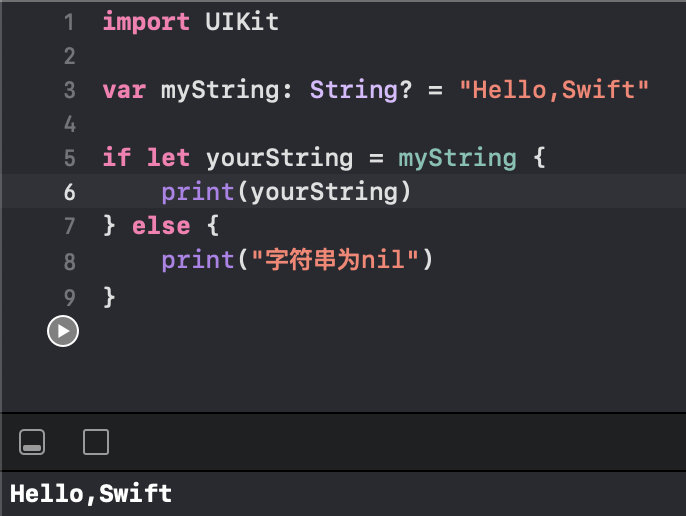 1 import UIKit
2
3 var myString: String? = "Hello,Swift"
4
5 if let yourString = myString {
6     print(yourString)
7 } else {
8     print("字符串为nil")
9 }
Hello,Swift